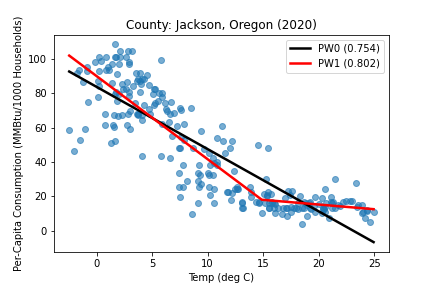 County: Jackson, Oregon (2020)
PW0 (0.754)
PW1 (0.802)
Per-Capita Consumption (MMBtu/1000 Households)
100
80
60
40
20
0
0 5 10 15 20 25
Temp (deg C)